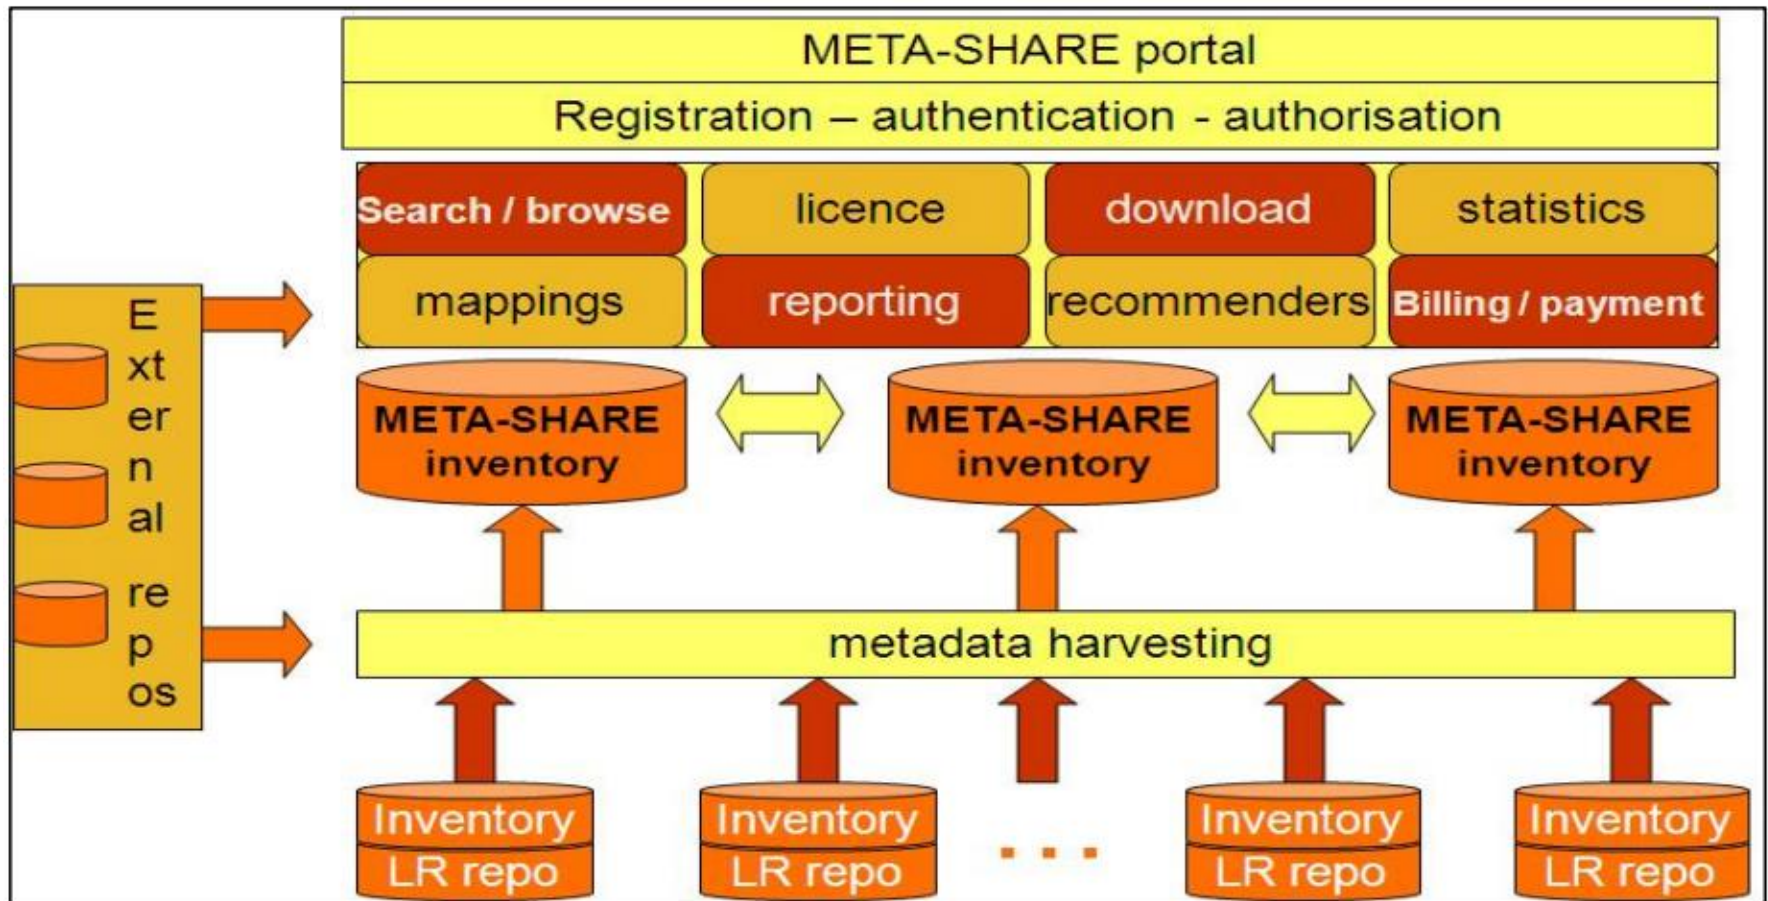 META-SHARE portal
Registration – authentication - authorisation
Search / browse
licence
download
statistics
mappings
reporting
recommenders
Billing / payment
E
xt
er
n
al
re
p
os
META-SHARE
inventory
META-SHARE
inventory
META-SHARE
inventory
metadata harvesting
Inventory
LR repo
Inventory
LR repo
...
Inventory
LR repo
Inventory
LR repo